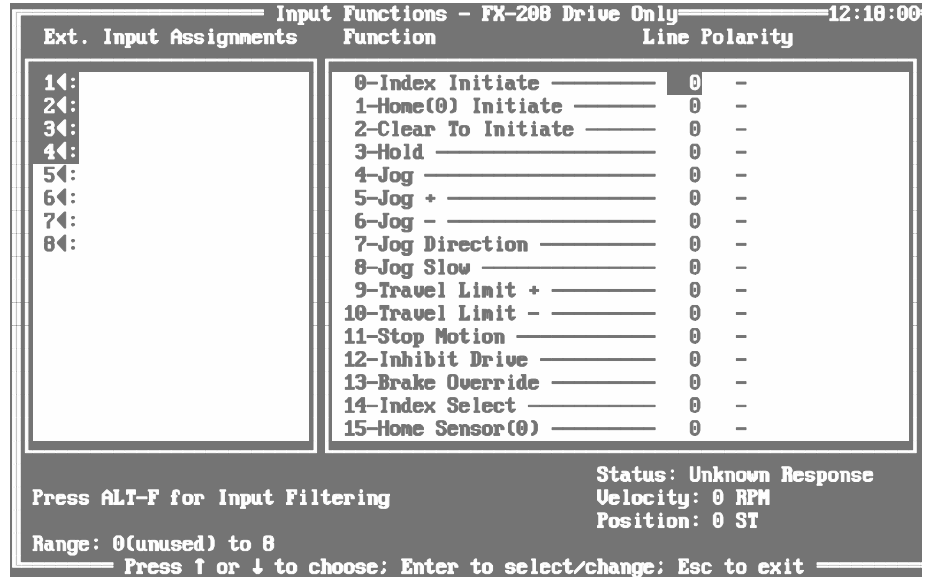 Input Functions - FX-208 Drive Only 12:18:00
Ext. Input Assignments Function Line Polarity
1◄: 0-Index Initiate 0 -
2◄: 1-Home(0) Initiate 0 -
3◄: 2-Clear To Initiate 0 -
4◄: 3-Hold 0 -
5◄: 4-Jog 0 -
6◄: 5-Jog + 0 -
7◄: 6-Jog - 0 -
8◄: 7-Jog Direction 0 -
8-Jog Slow 0 -
9-Travel Limit + 0 -
10-Travel Limit - 0 -
11-Stop Motion 0 -
12-Inhibit Drive 0 -
13-Brake Override 0 -
14-Index Select 0 -
15-Home Sensor(0) 0 -
Status: Unknown Response
Press ALT-F for Input Filtering Velocity: 0 RPM
Position: 0 ST
Range: 0(unused) to 8
Press ↑ or ↓ to choose; Enter to select/change; Esc to exit